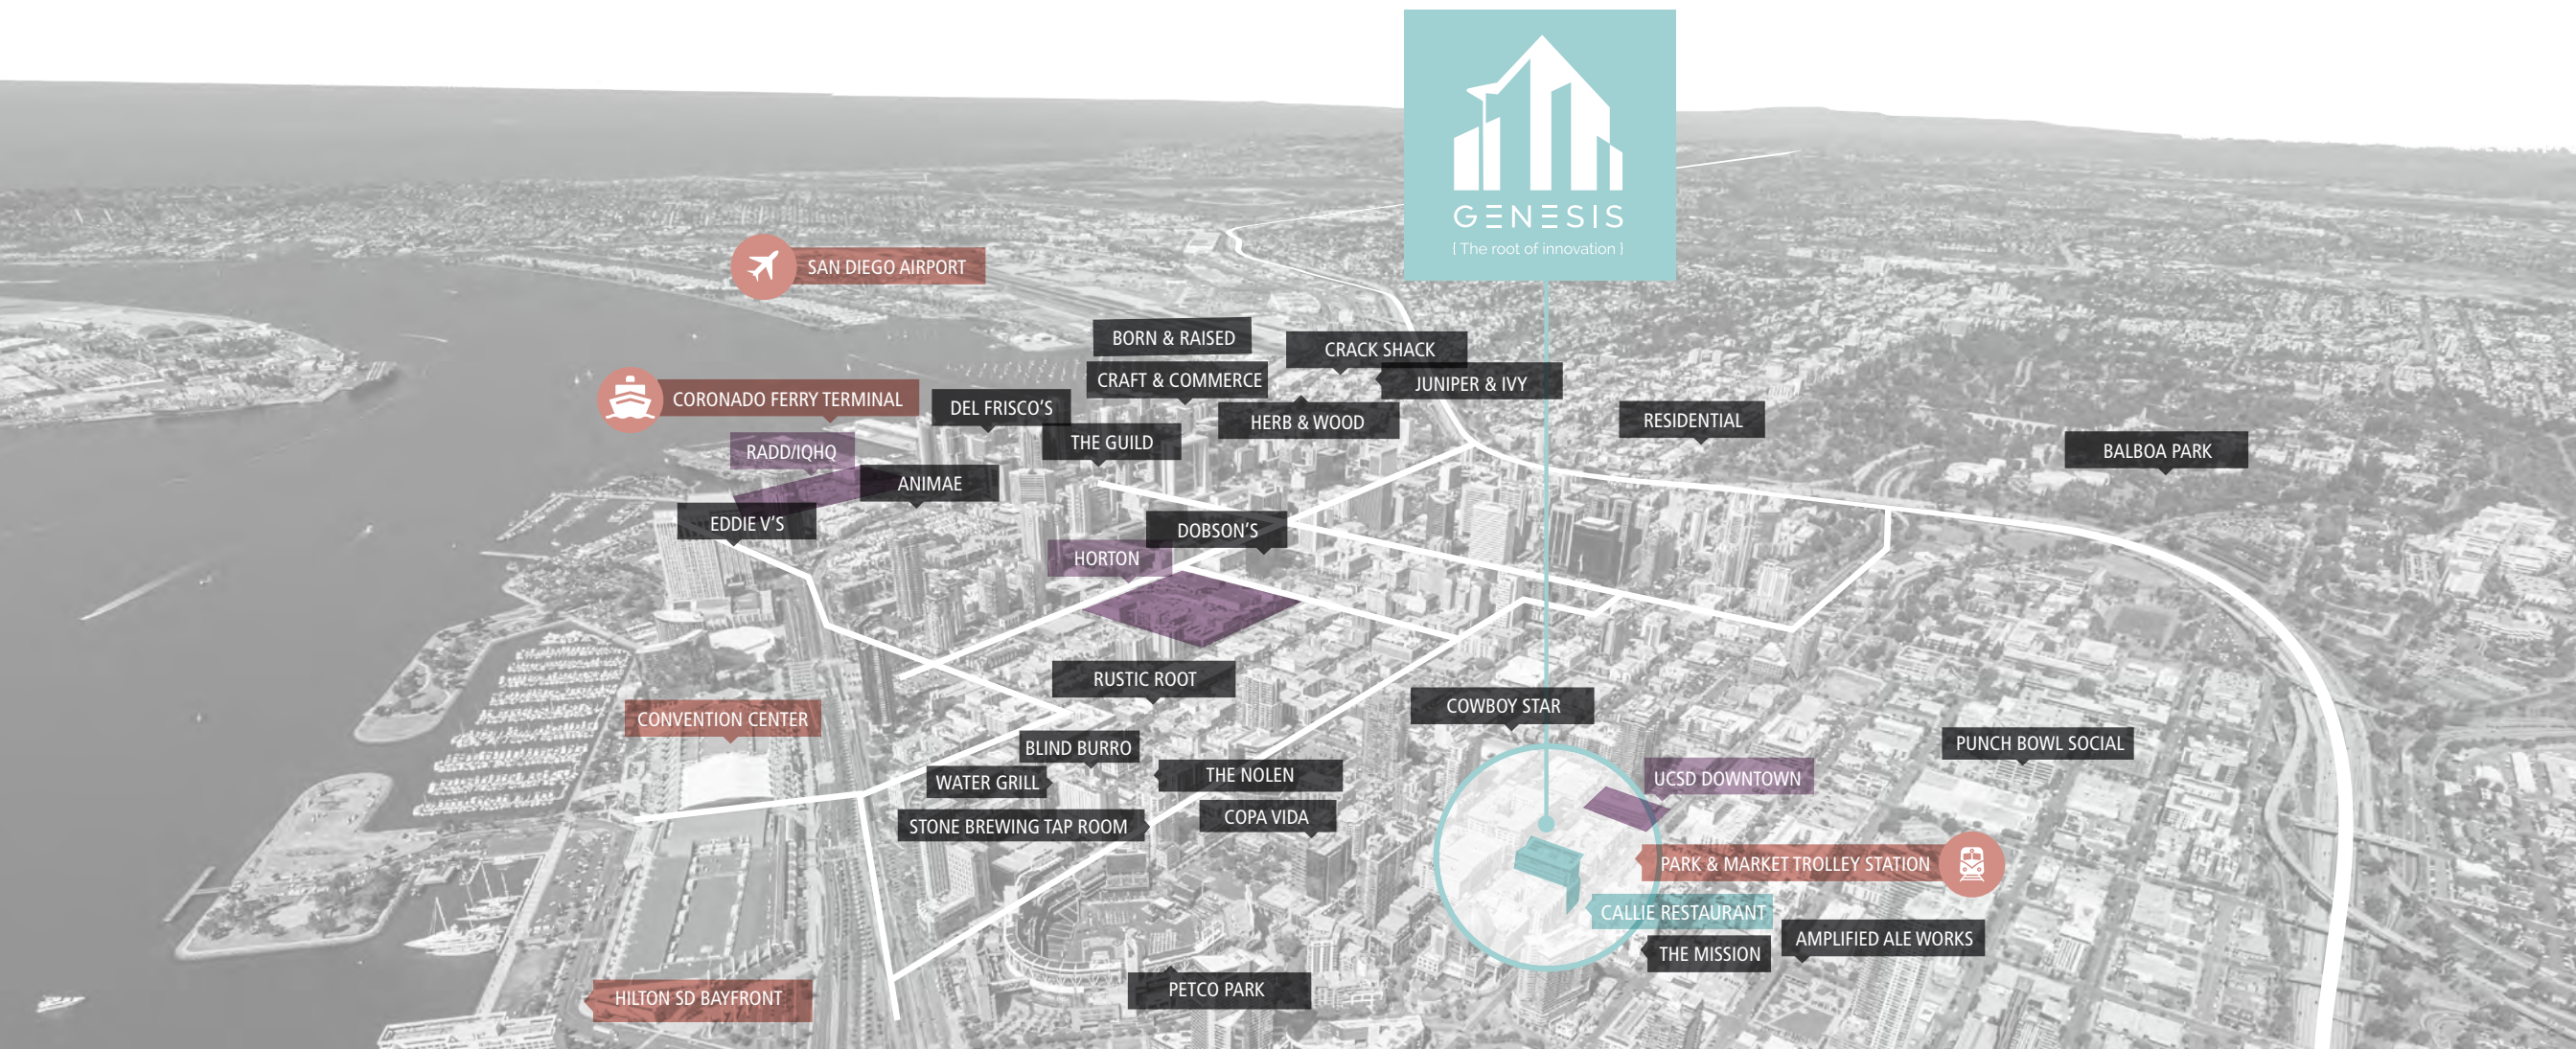 GENESIS
{ The root of innovation }
SAN DIEGO AIRPORT
BORN & RAISED
CRACK SHACK
CRAFT & COMMERCE
JUNIPER & IVY
CORONADO FERRY TERMINAL
DEL FRISCO'S
HERB & WOOD
RESIDENTIAL
THE GUILD
RADD/IQHQ
BALBOA PARK
ANIMAE
EDDIE V'S
DOBSON'S
HORTON
RUSTIC ROOT
COWBOY STAR
CONVENTION CENTER
BLIND BURRO
PUNCH BOWL SOCIAL
WATER GRILL
THE NOLEN
UCSD DOWNTOWN
STONE BREWING TAP ROOM
COPA VIDA
PARK & MARKET TROLLEY STATION
CALLIE RESTAURANT
AMPLIFIED ALE WORKS
THE MISSION
PETCO PARK
HILTON SD BAYFRONT